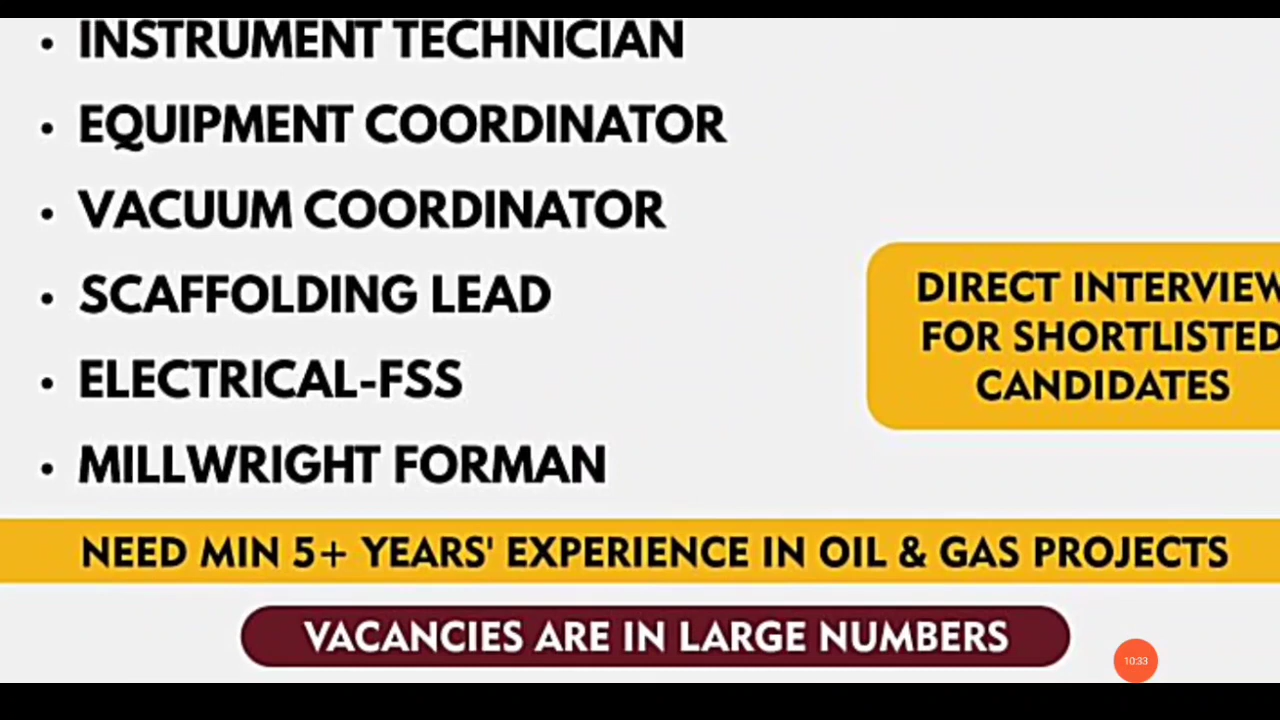 • INSTRUMENT TECHNICIAN
• EQUIPMENT COORDINATOR
• VACUUM COORDINATOR
• SCAFFOLDING LEAD
• ELECTRICAL-FSS
• MILLWRIGHT FORMAN
DIRECT INTERVIEW
FOR SHORTLISTED
CANDIDATES
NEED MIN 5+ YEARS' EXPERIENCE IN OIL & GAS PROJECTS
VACANCIES ARE IN LARGE NUMBERS
10:33